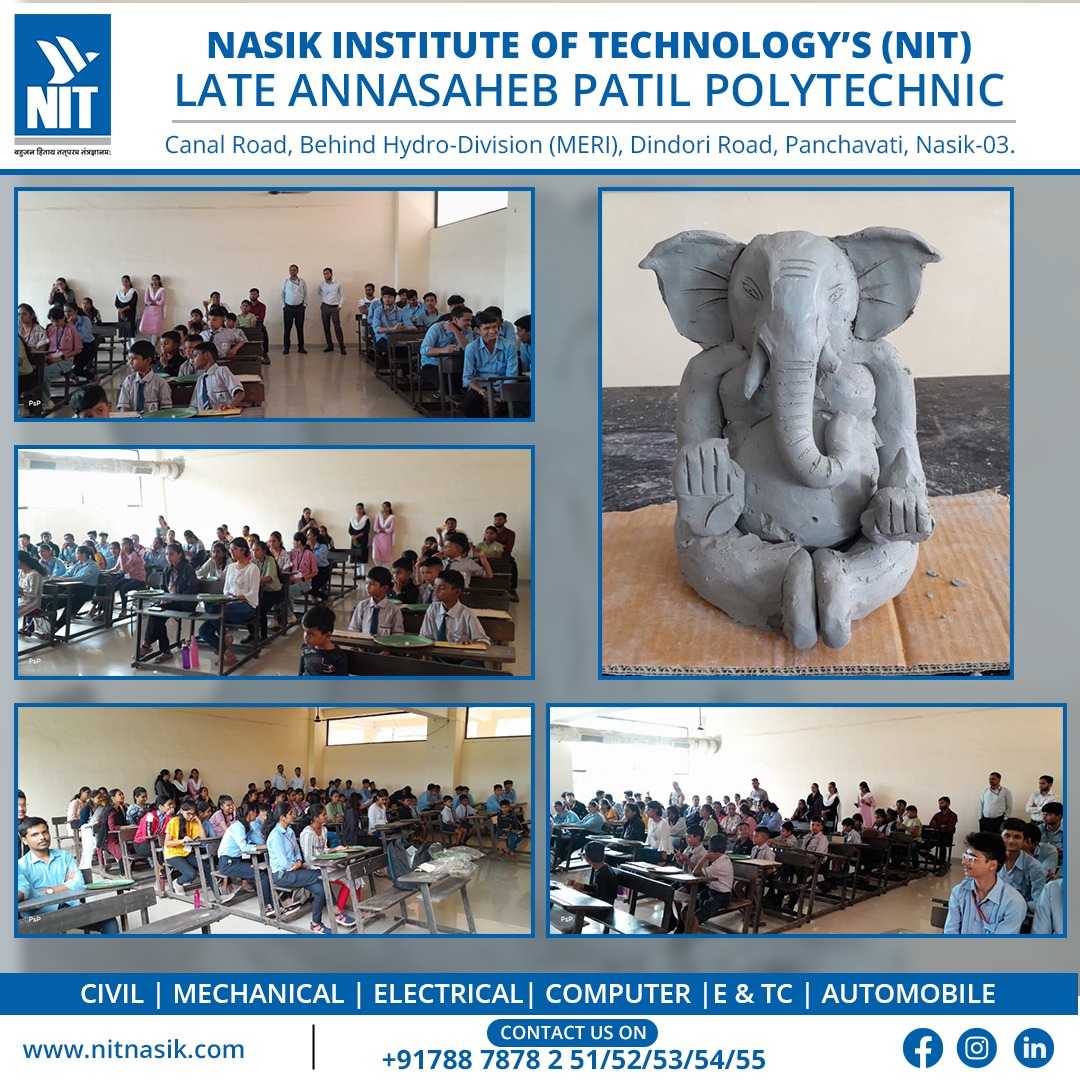 NIT
बहुजन हिताय तत्परम तंत्रज्ञानम:
NASIK INSTITUTE OF TECHNOLOGY’S (NIT)
LATE ANNASAHEB PATIL POLYTECHNIC
Canal Road, Behind Hydro-Division (MERI), Dindori Road, Panchavati, Nasik-03.
PsP
PsP
PsP
PsP
CIVIL | MECHANICAL | ELECTRICAL| COMPUTER |E & TC | AUTOMOBILE
www.nitnasik.com
CONTACT US ON
+91788 7878 2 51/52/53/54/55